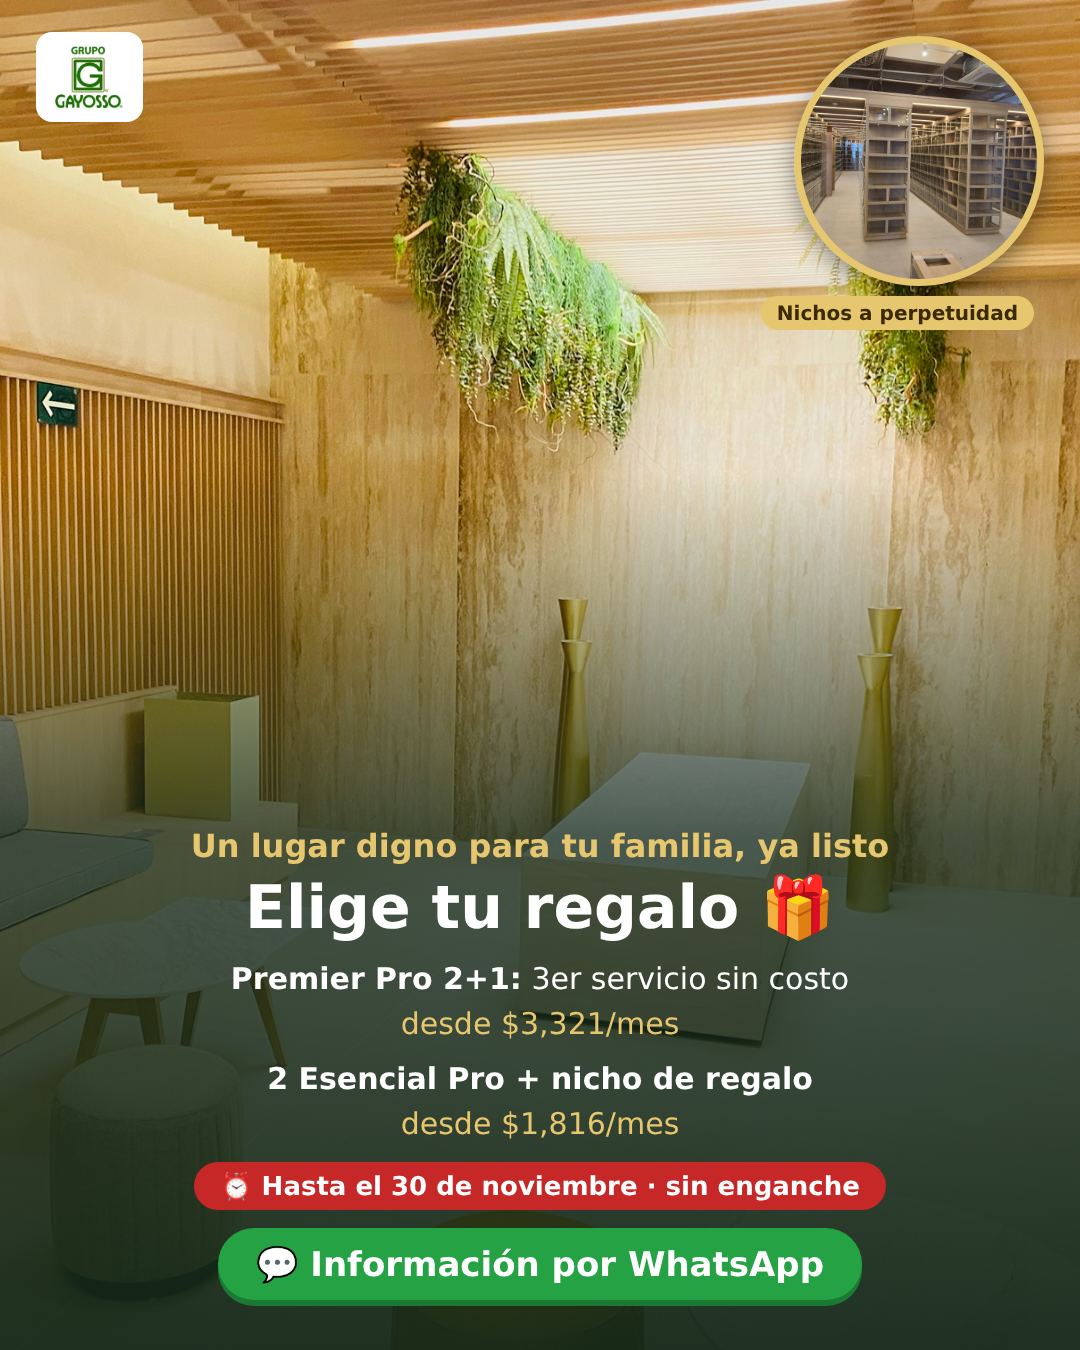 GRUPO
G
GAYOSSO
Nichos a perpetuidad
Un lugar digno para tu familia, ya listo
Elige tu regalo 🎁
Premier Pro 2+1: 3er servicio sin costo
desde $3,321/mes
2 Esencial Pro + nicho de regalo
desde $1,816/mes
⏰ Hasta el 30 de noviembre · sin enganche
💬 Información por WhatsApp